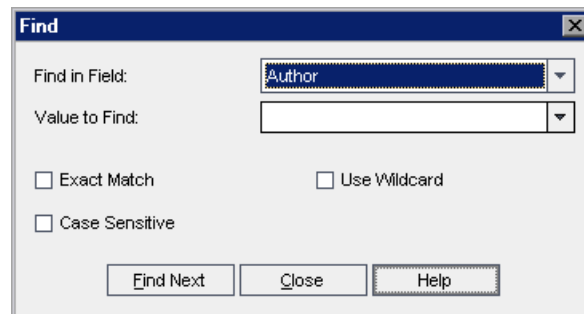 Find
Find in Field: Author
Value to Find:
Exact Match Use Wildcard
Case Sensitive
Find Next Close Help